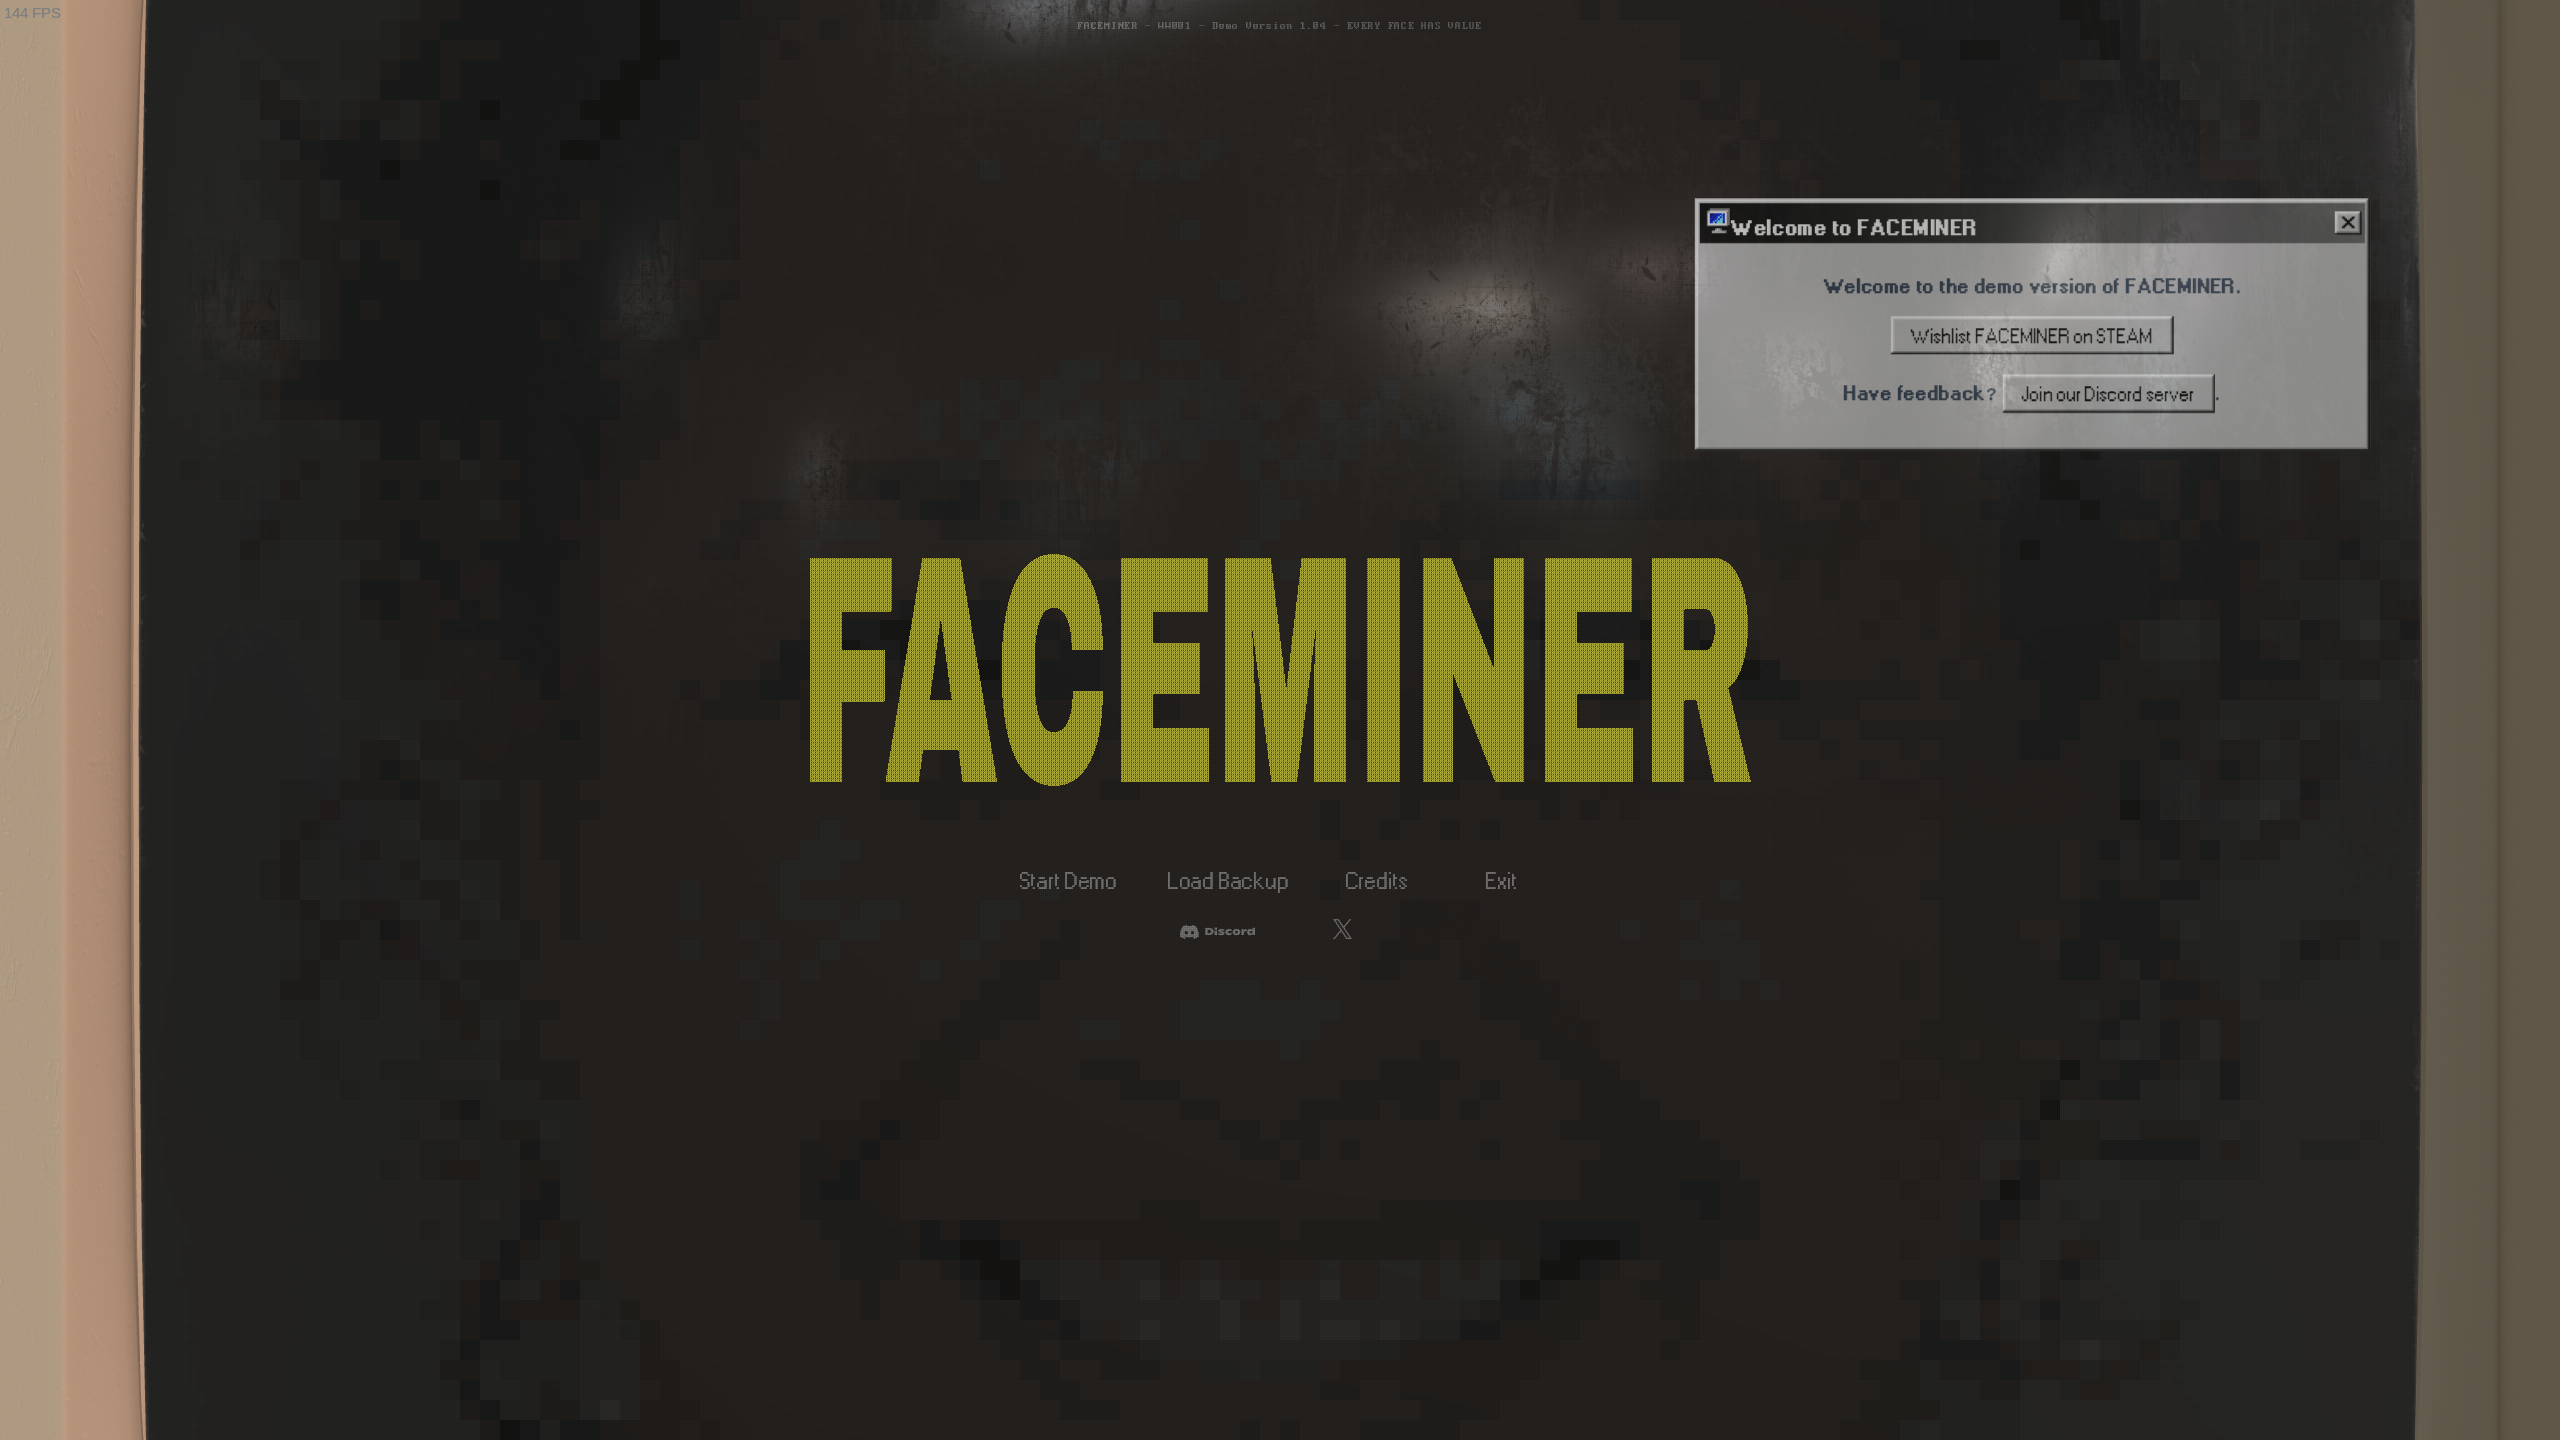 144 FPS
FACEMINER - WW001 - Demo Version 1.04 - EVERY FACE HAS VALUE
Welcome to FACEMINER
Welcome to the demo version of FACEMINER.
Wishlist FACEMINER on STEAM
Have feedback? Join our Discord server.
FACEMINER
Start Demo Load Backup Credits Exit
Discord X